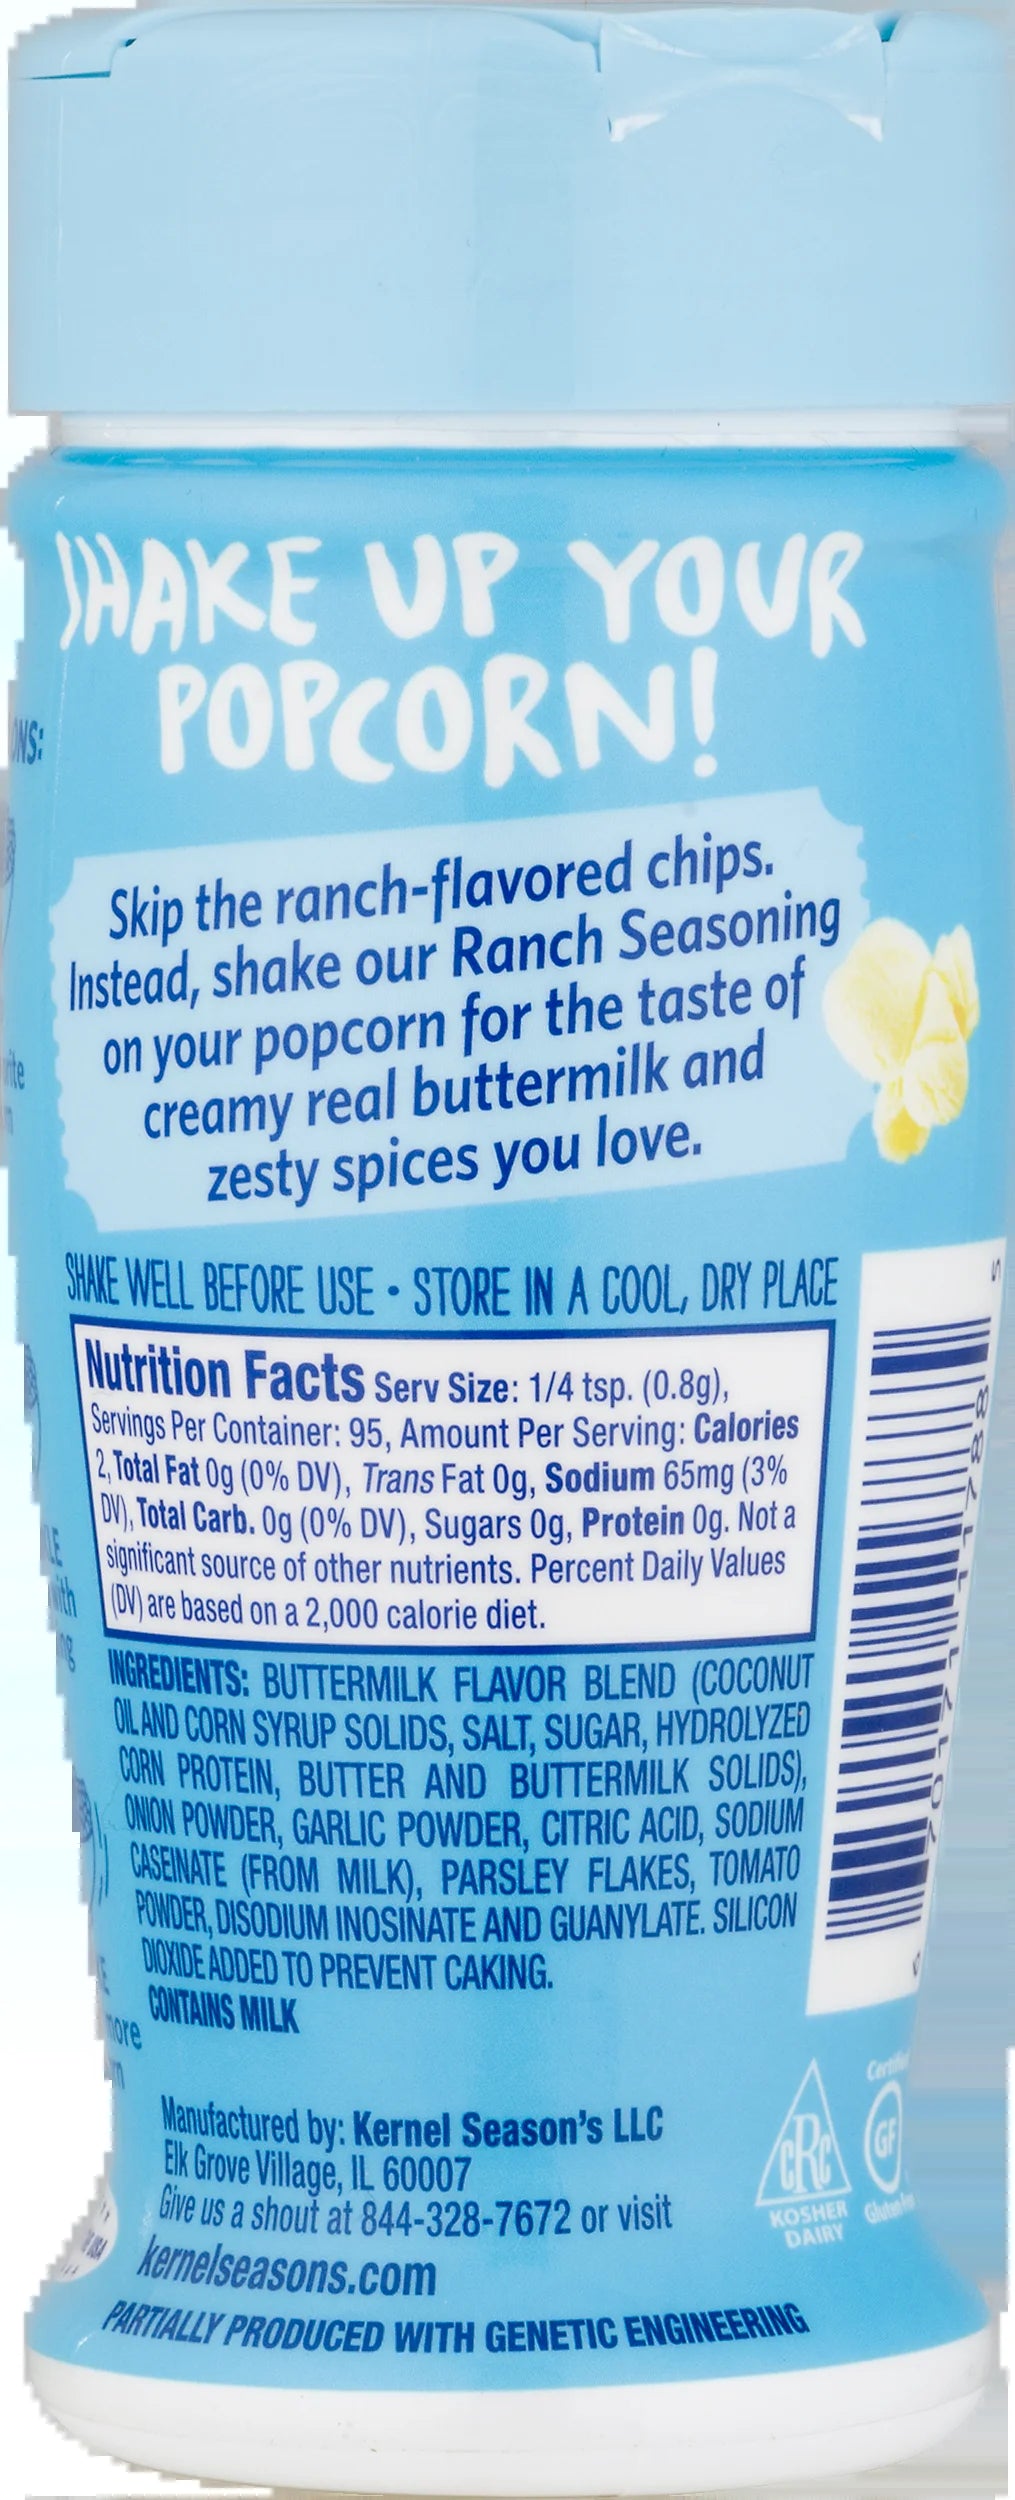 SHAKE UP YOUR
POPCORN!
Skip the ranch-flavored chips.
Instead, shake our Ranch Seasoning
on your popcorn for the taste of
creamy real buttermilk and
zesty spices you love.
SHAKE WELL BEFORE USE • STORE IN A COOL, DRY PLACE
Nutrition Facts Serv Size: 1/4 tsp. (0.8g),
Servings Per Container: 95, Amount Per Serving: Calories
2, Total Fat 0g (0% DV), Trans Fat 0g, Sodium 65mg (3%
DV), Total Carb. 0g (0% DV), Sugars 0g, Protein 0g. Not a
significant source of other nutrients. Percent Daily Values
(DV) are based on a 2,000 calorie diet.
INGREDIENTS: BUTTERMILK FLAVOR BLEND (COCONUT
OIL AND CORN SYRUP SOLIDS, SALT, SUGAR, HYDROLYZED
CORN PROTEIN, BUTTER AND BUTTERMILK SOLIDS),
ONION POWDER, GARLIC POWDER, CITRIC ACID, SODIUM
CASEINATE (FROM MILK), PARSLEY FLAKES, TOMATO
POWDER, DISODIUM INOSINATE AND GUANYLATE. SILICON
DIOXIDE ADDED TO PREVENT CAKING.
CONTAINS MILK
Manufactured by: Kernel Season's LLC
Elk Grove Village, IL 60007
Give us a shout at 844-328-7672 or visit
kernelseasons.com
PARTIALLY PRODUCED WITH GENETIC ENGINEERING
CRC
KOSHER
DAIRY
GF